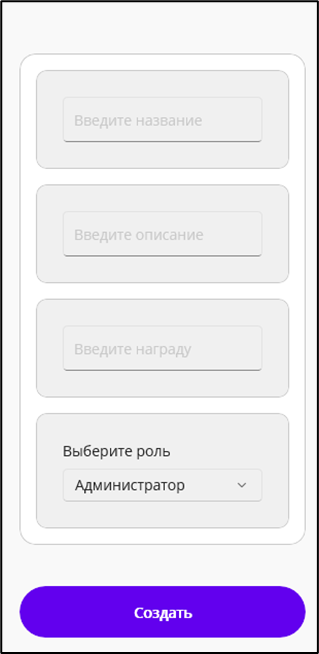 Введите название
Введите описание
Введите награду
Выберите роль
Администратор
Создать